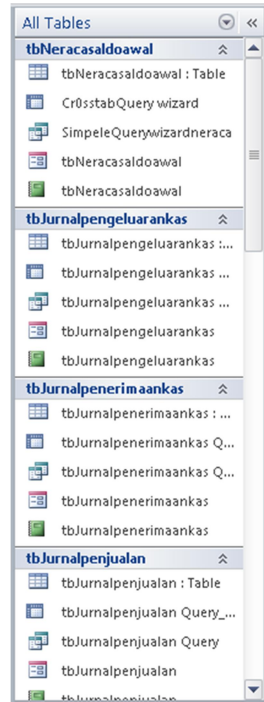 All Tables
tbNeracasaldoawal
tbNeracasaldoawal : Table
Cr0sstabQuery wizard
SimpeleQuerywizardneraca
tbNeracasaldoawal
tbNeracasaldoawal
tbJurnalpengeluarankas
tbJurnalpengeluarankas :...
tbJurnalpengeluarankas ...
tbJurnalpengeluarankas ...
tbJurnalpengeluarankas
tbJurnalpengeluarankas
tbJurnalpenerimaankas
tbJurnalpenerimaankas : ...
tbJurnalpenerimaankas Q...
tbJurnalpenerimaankas Q...
tbJurnalpenerimaankas
tbJurnalpenerimaankas
tbJurnalpenjualan
tbJurnalpenjualan : Table
tbJurnalpenjualan Query_...
tbJurnalpenjualan Query
tbJurnalpenjualan
tbJurnalpenjualan